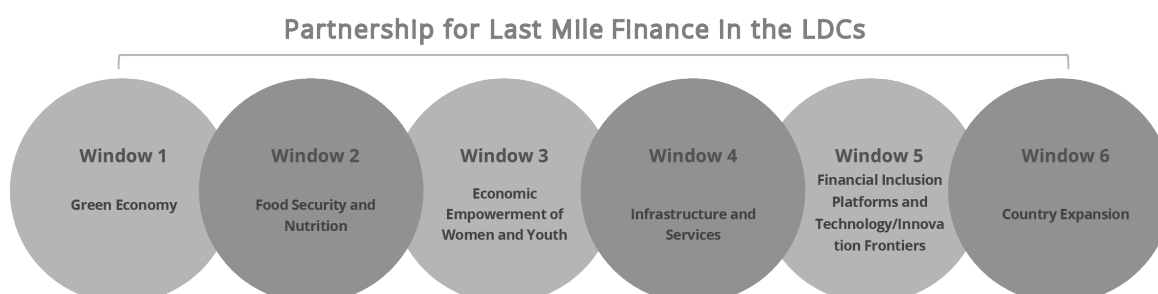 Partnership for Last Mile Finance in the LDCs
Window 1
Green Economy
Window 2
Food Security and
Nutrition
Window 3
Economic
Empowerment of
Women and Youth
Window 4
Infrastructure and
Services
Window 5
Financial Inclusion
Platforms and
Technology/Innova
tion Frontiers
Window 6
Country Expansion